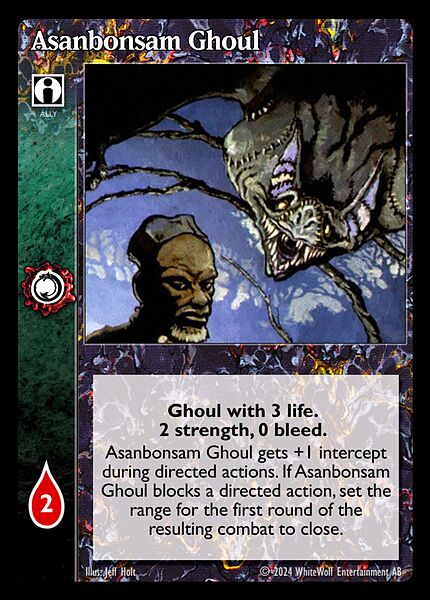 Asanbonsam Ghoul
ALLY
Ghoul with 3 life.
2 strength, 0 bleed.
Asanbonsam Ghoul gets +1 intercept
during directed actions. If Asanbonsam
Ghoul blocks a directed action, set the
range for the first round of the
resulting combat to close.
2
Illus: Jeff Holt
© 2024 WhiteWolf Entertainment AB